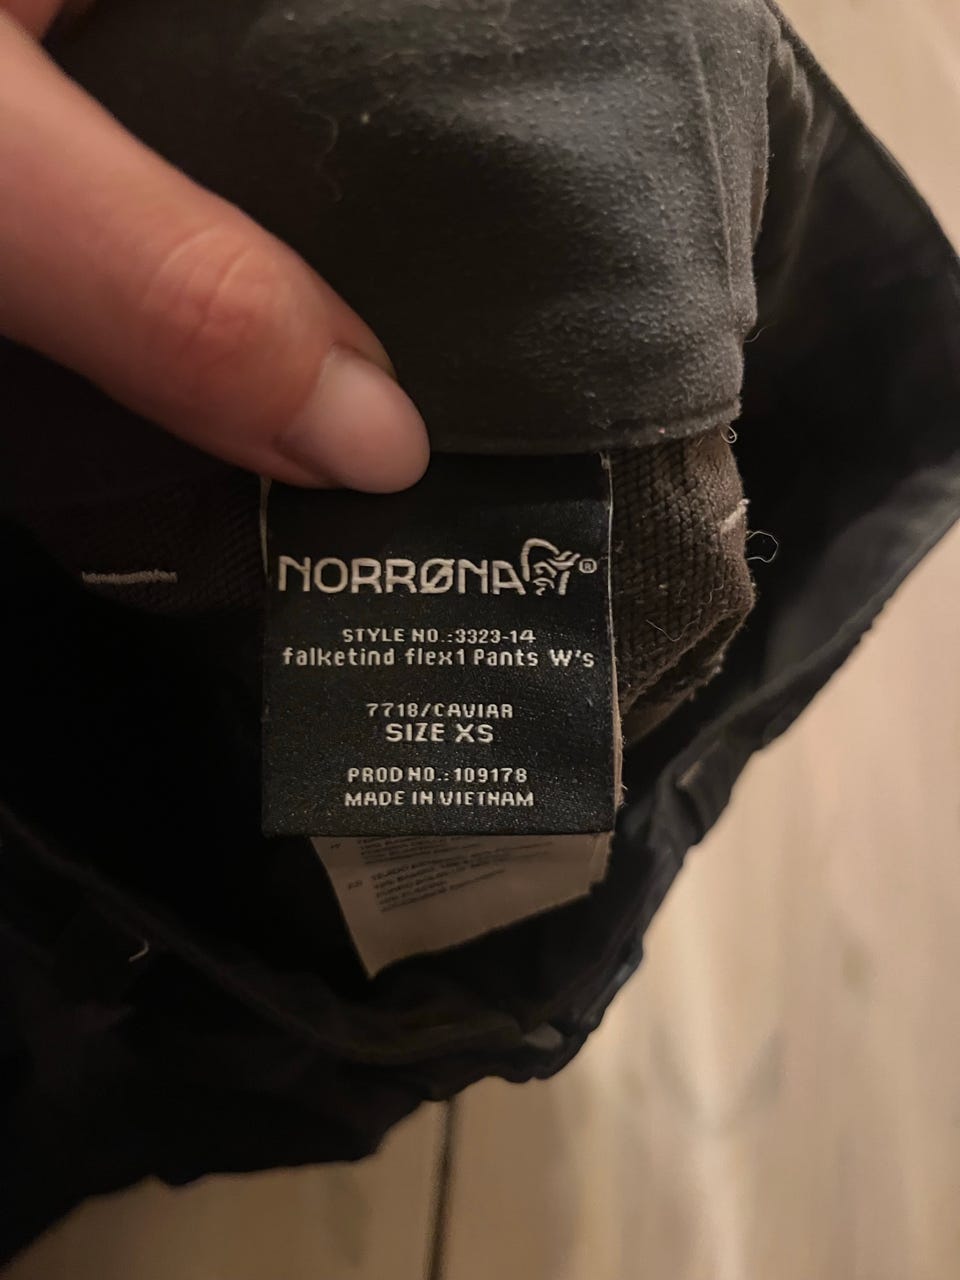 NORRØNA®
STYLE NO.:3323-14
falketind flex1 Pants W's
7718/CAVIAR
SIZE XS
PROD NO.:109178
MADE IN VIETNAM